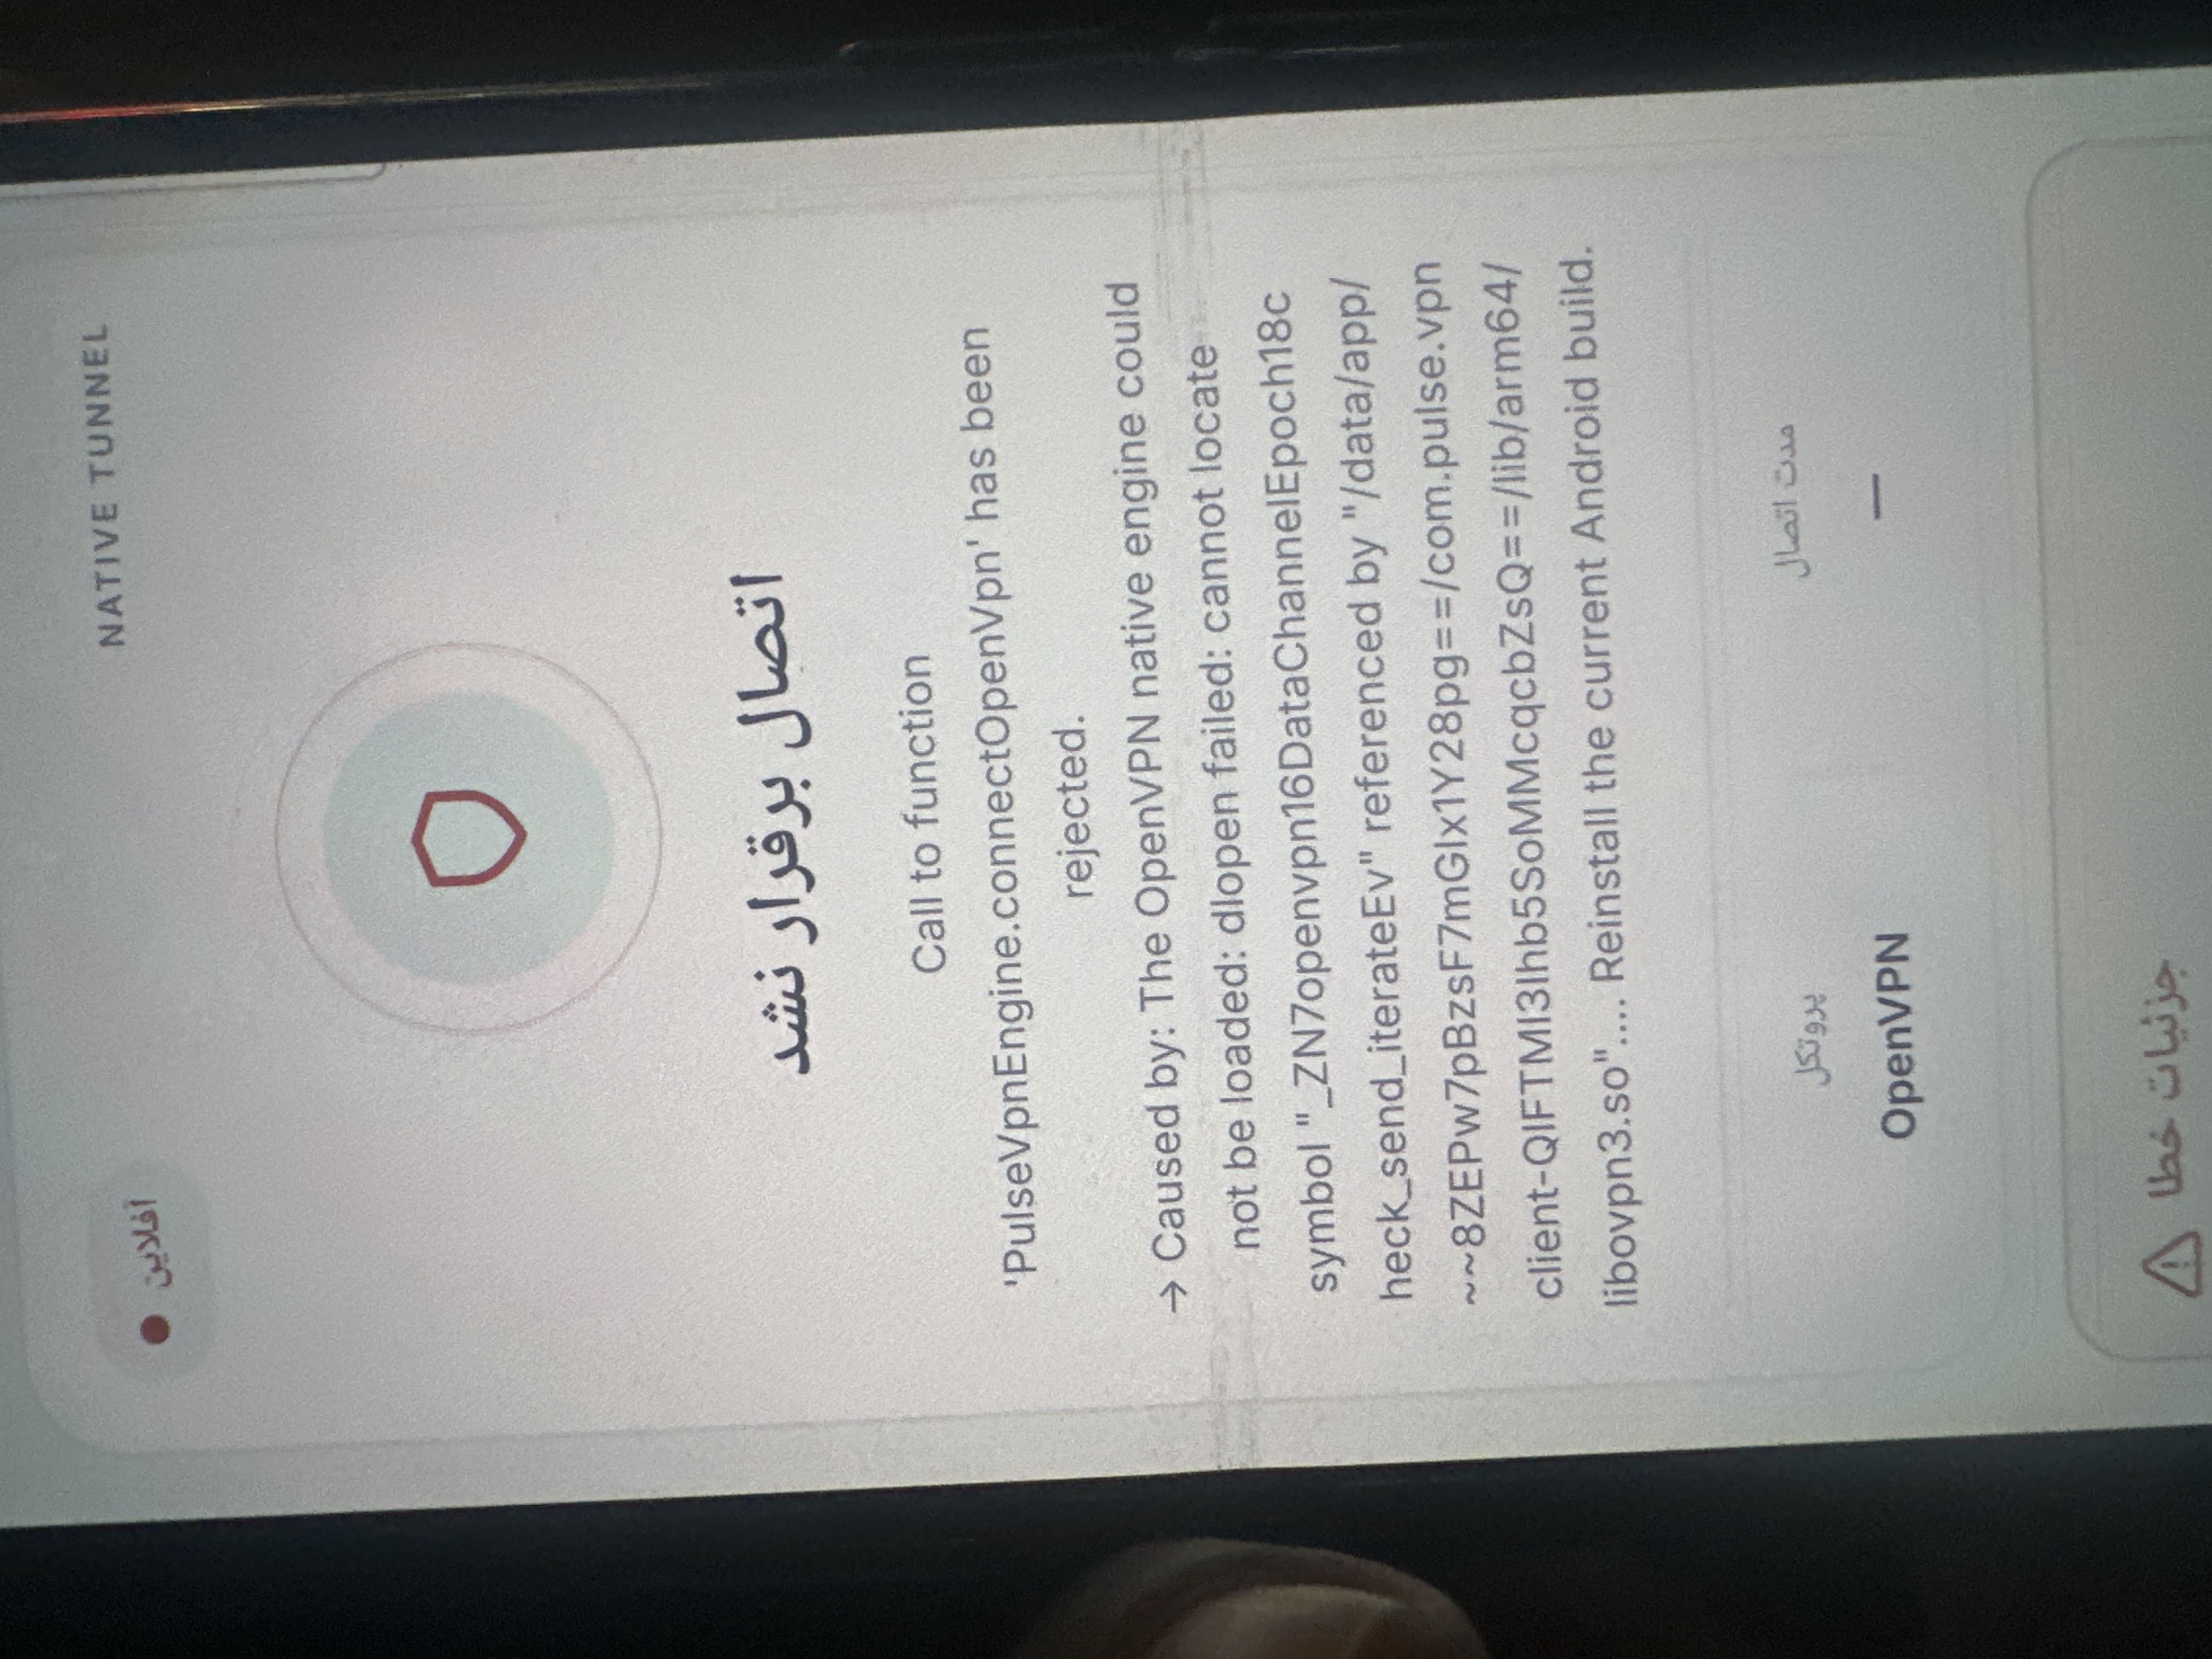 NATIVE TUNNEL
آفلاین
اتصال برقرار نشد
Call to function
'PulseVpnEngine.connectOpenVpn' has been
rejected.
→ Caused by: The OpenVPN native engine could
not be loaded: dlopen failed: cannot locate
symbol "_ZN7openvpn16DataChannelEpoch18c
heck_send_iterateEv" referenced by "/data/app/
~~8ZEPw7pBzsF7mGIx1Y28pg==/com.pulse.vpn
client-QIFTMI3Ihb5SoMMcqcbZsQ==/lib/arm64/
libovpn3.so".... Reinstall the current Android build.
مدت اتصال
—
پروتکل
OpenVPN
جزئیات خطا